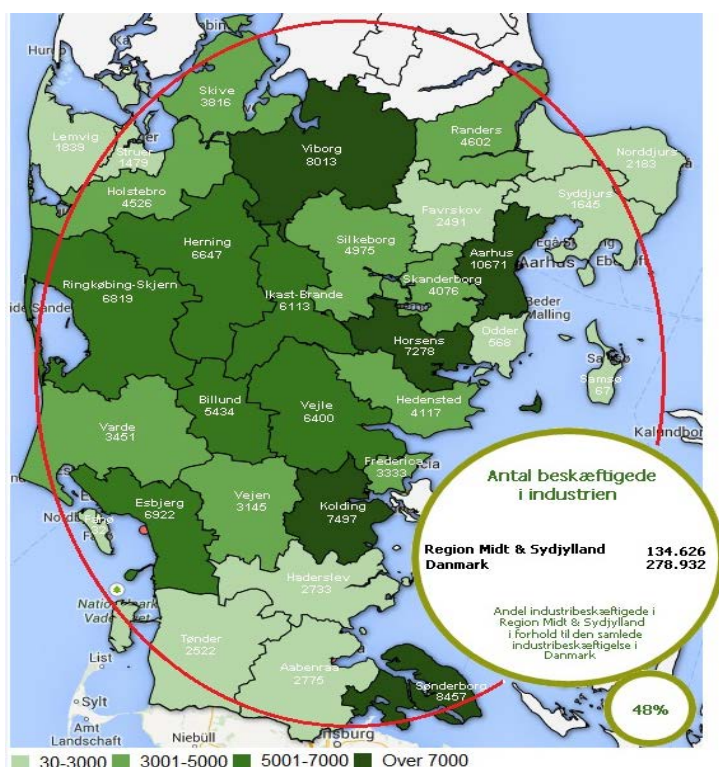 Skive
3816
Lemvig
1839
Struer
1479
Viborg
8013
Randers
4602
Norddjurs
2183
Holstebro
4526
Favrskov
2491
Syddjurs
1645
Herning
6647
Silkeborg
4975
Aarhus
10671
Aarhus
Ringkøbing-Skjern
6819
Ikast-Brande
6113
Skanderborg
4076
Beder
Malling
Horsens
7278
Odder
568
Samsø
67
Billund
5434
Vejle
6400
Hedensted
4117
Varde
3451
Fredericia
3333
Esbjerg
6922
Vejen
3145
Kolding
7497
Haderslev
2733
Tønder
2522
Aabenraa
2775
Sønderborg
8457
List
Sylt
Amt
Landschaft
Niebüll
Antal beskæftigede
i industrien
Region Midt & Sydjylland 134.626
Danmark 278.932
Andel industribeskæftigede i
Region Midt & Sydjylland
i forhold til den samlede
industribeskæftigelse i
Danmark
48%
30-3000 3001-5000 5001-7000 Over 7000